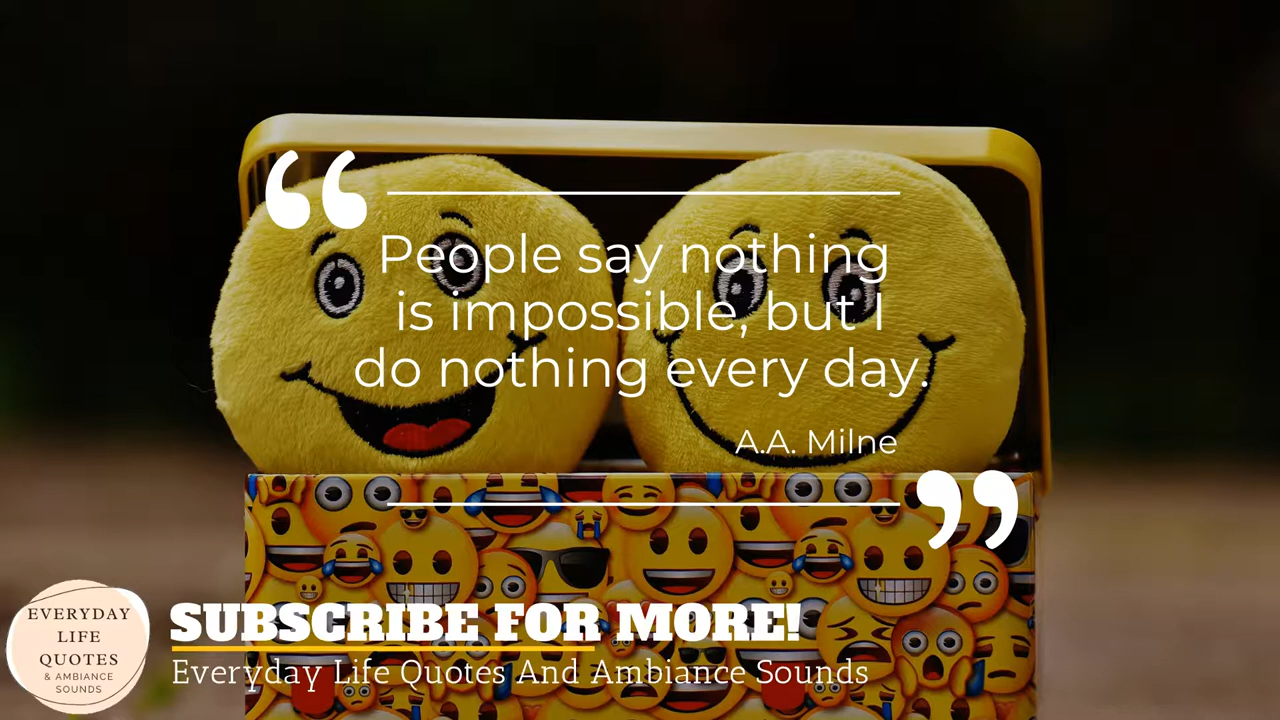 “
People say nothing
is impossible, but I
do nothing every day.
A.A. Milne
”
SUBSCRIBE FOR MORE!
Everyday Life Quotes And Ambiance Sounds
EVERYDAY
LIFE
QUOTES
& AMBIANCE
SOUNDS